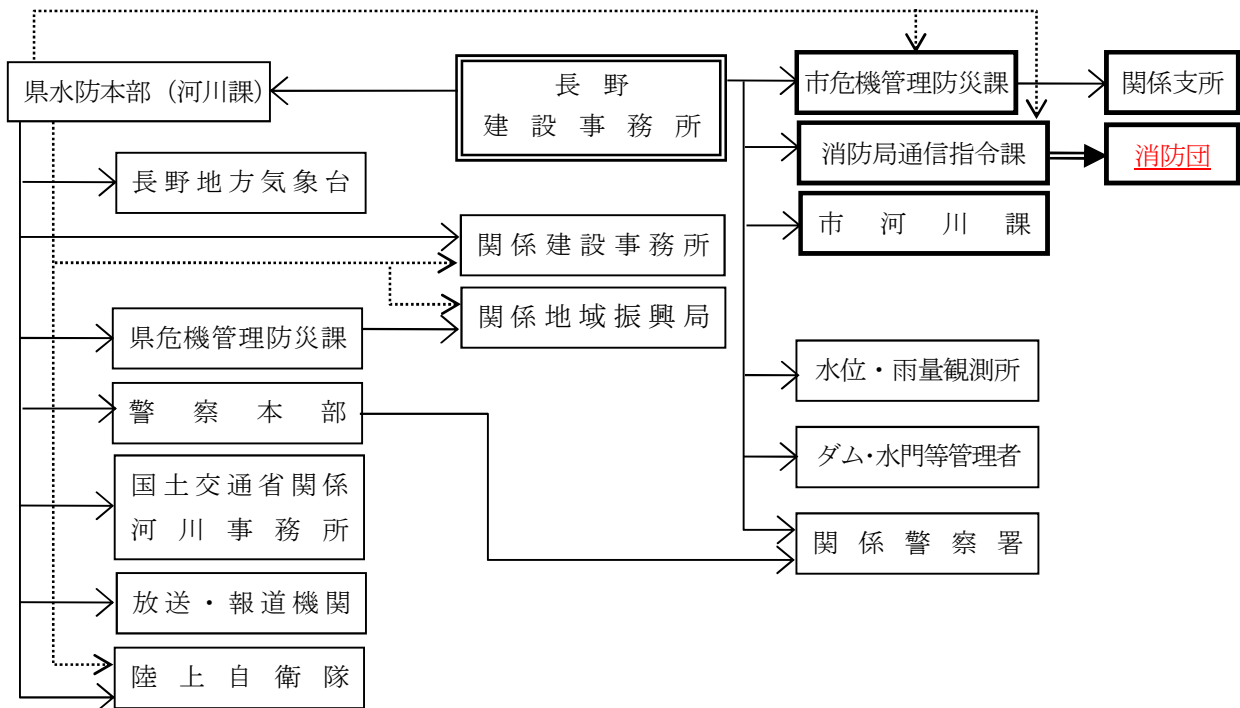 県水防本部（河川課）
長野
建設事務所
市危機管理防災課
関係支所
消防局通信指令課
消防団
市河川課
長野地方気象台
関係建設事務所
関係地域振興局
県危機管理防災課
水位・雨量観測所
警察本部
ダム・水門等管理者
国土交通省関係
河川事務所
関係警察署
放送・報道機関
陸上自衛隊